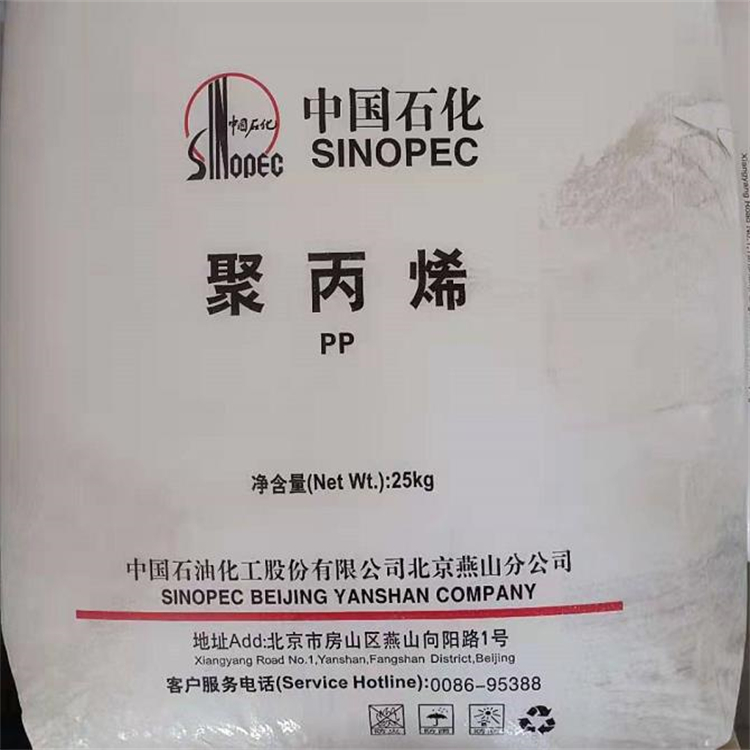 中国石化
SINOPEC
中国石化
SINOPEC
聚丙烯
PP
净含量(Net Wt.):25kg
中国石油化工股份有限公司北京燕山分公司
SINOPEC BEIJING YANSHAN COMPANY
地址Add:北京市房山区燕山向阳路1号
Xiangyang Road No.1,Yanshan,Fangshan District,Beijing
客户服务电话(Service Hotline):0086-95388